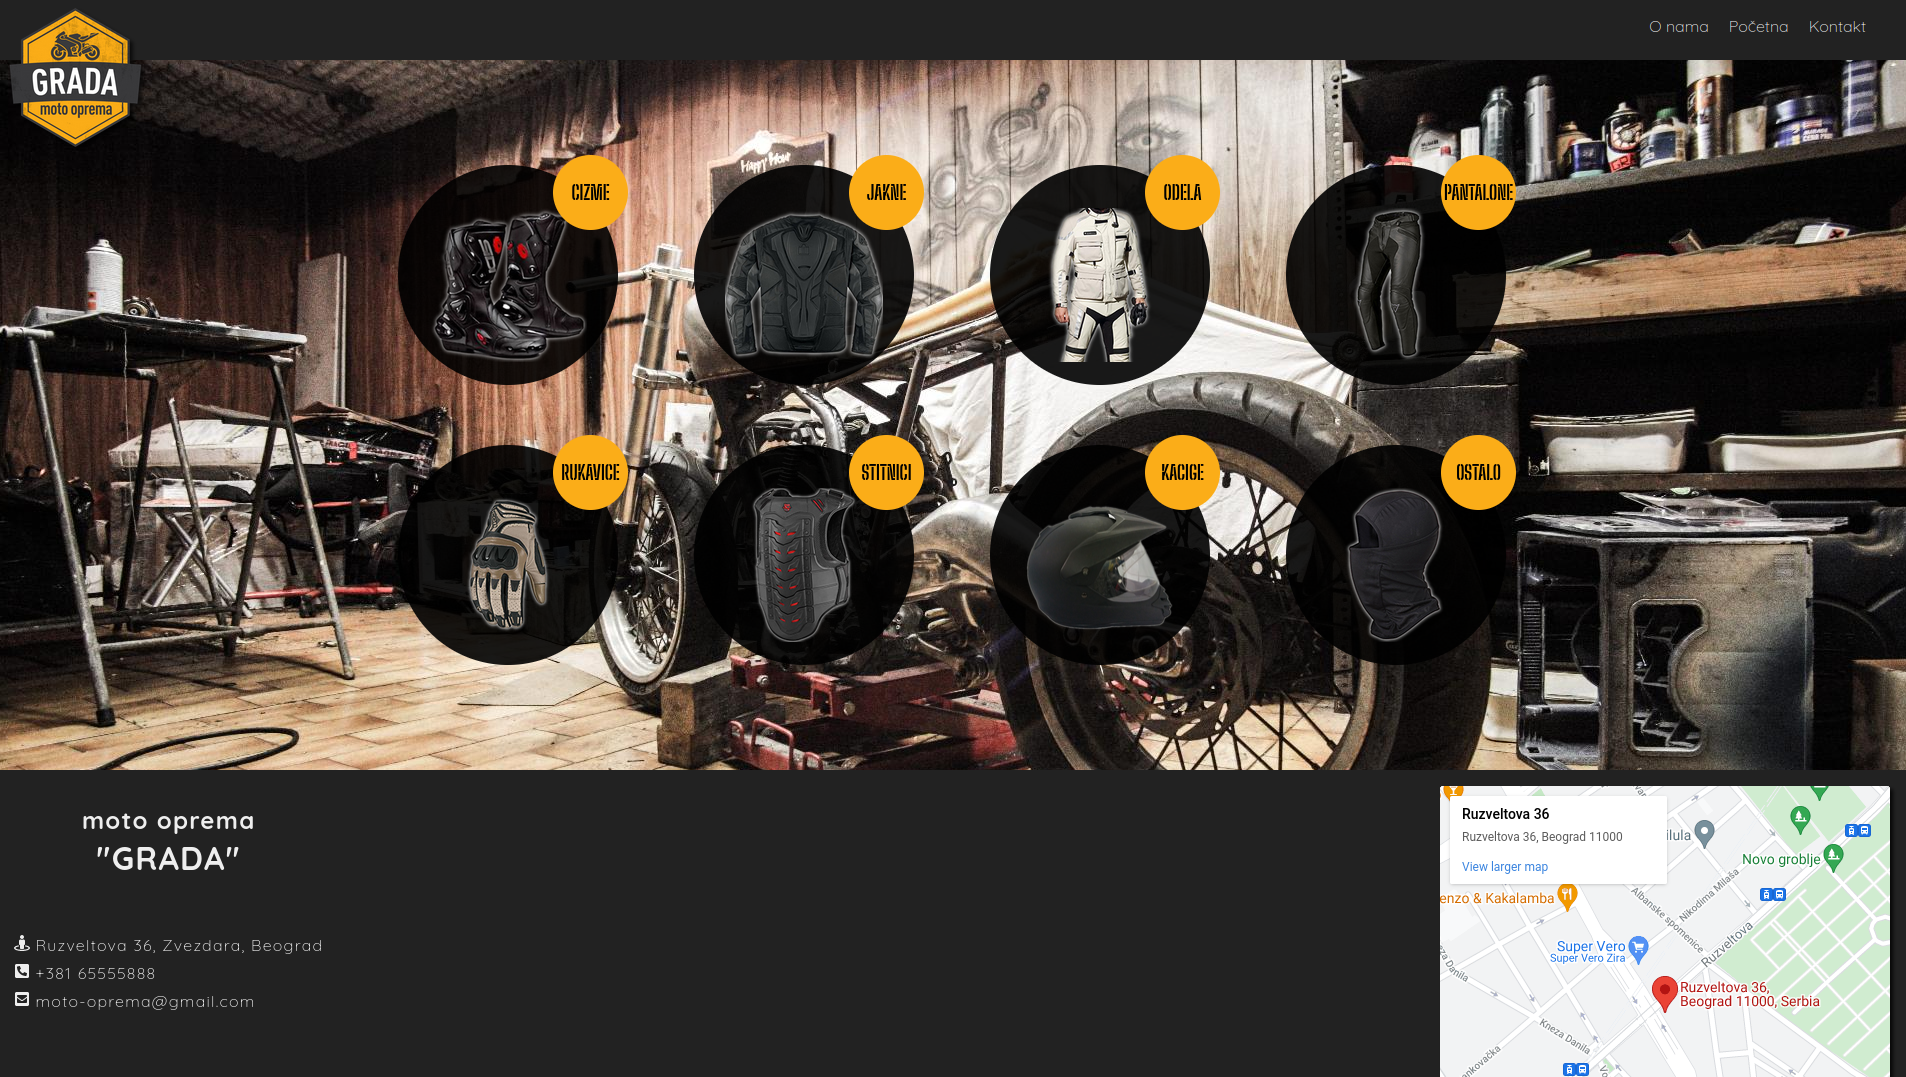 GRADA
moto oprema
O nama Početna Kontakt
HAPPY HOUR
CIZME
JAKNE
ODELA
PANTALONE
RUKAVICE
STITNICI
KACIGE
OSTALO
moto oprema
"GRADA"
Ruzveltova 36, Zvezdara, Beograd
+381 65555888
moto-oprema@gmail.com
Ruzveltova 36
Ruzveltova 36, Beograd 11000
View larger map
Novo groblje
enzo & Kakalamba
Albanske spomenice
Nikodima Milaša
Ruzveltova
Super Vero
Super Vero Zira
Ruzveltova 36,
Beograd 11000, Serbia
Kneza Danila